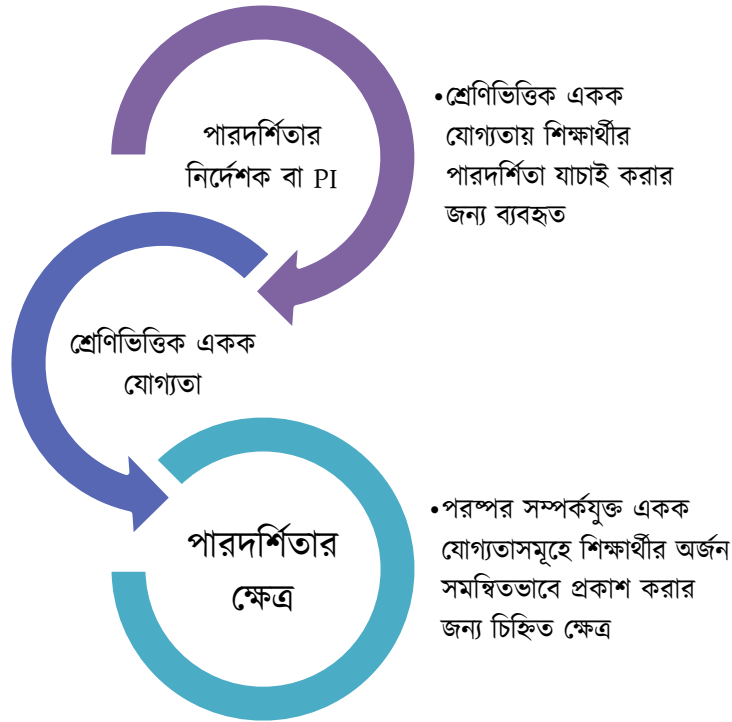 পারদর্শিতার
নির্দেশক বা PI
•শ্রেণিভিত্তিক একক
যোগ্যতায় শিক্ষার্থীর
পারদর্শিতা যাচাই করার
জন্য ব্যবহৃত
শ্রেণিভিত্তিক একক
যোগ্যতা
পারদর্শিতার
ক্ষেত্র
•পরষ্পর সম্পর্কযুক্ত একক
যোগ্যতাসমূহে শিক্ষার্থীর অর্জন
সমন্বিতভাবে প্রকাশ করার
জন্য চিহ্নিত ক্ষেত্র